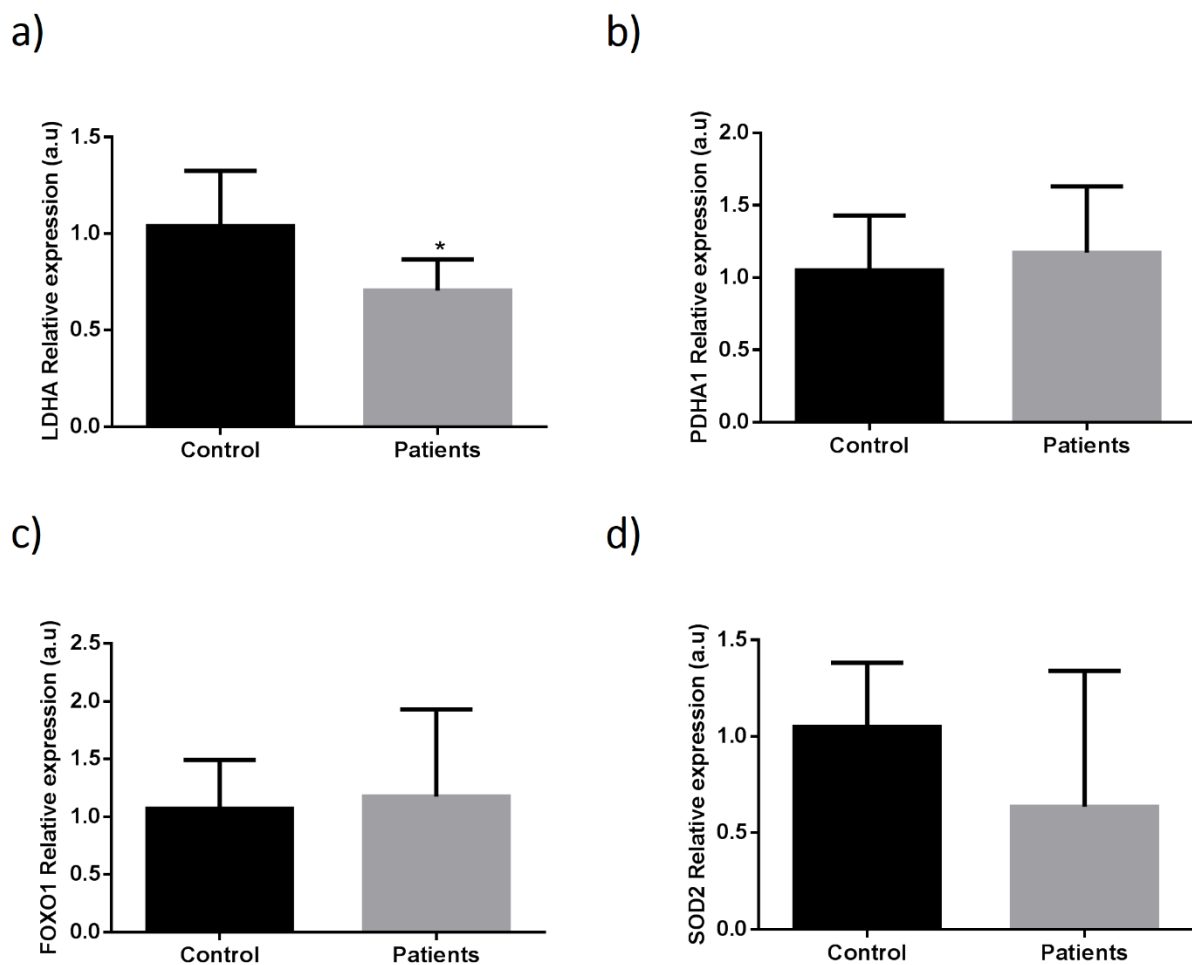 a)
LDHA Relative expression (a.u)
1.5
1.0
0.5
0.0
*
Control
Patients
b)
PDHA1 Relative expression (a.u)
2.0
1.5
1.0
0.5
0.0
Control
Patients
c)
FOXO1 Relative expression (a.u)
2.5
2.0
1.5
1.0
0.5
0.0
Control
Patients
d)
SOD2 Relative expression (a.u)
1.5
1.0
0.5
0.0
Control
Patients